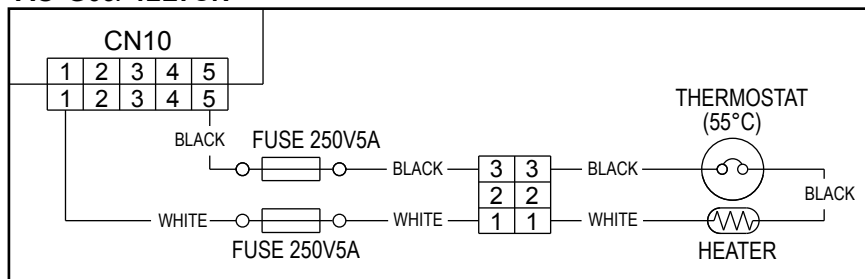 CN10
1 2 3 4 5
1 2 3 4 5
THERMOSTAT
(55°C)
BLACK
FUSE 250V5A
BLACK
3 3
BLACK
2 2
BLACK
WHITE
WHITE
1 1
WHITE
FUSE 250V5A
HEATER